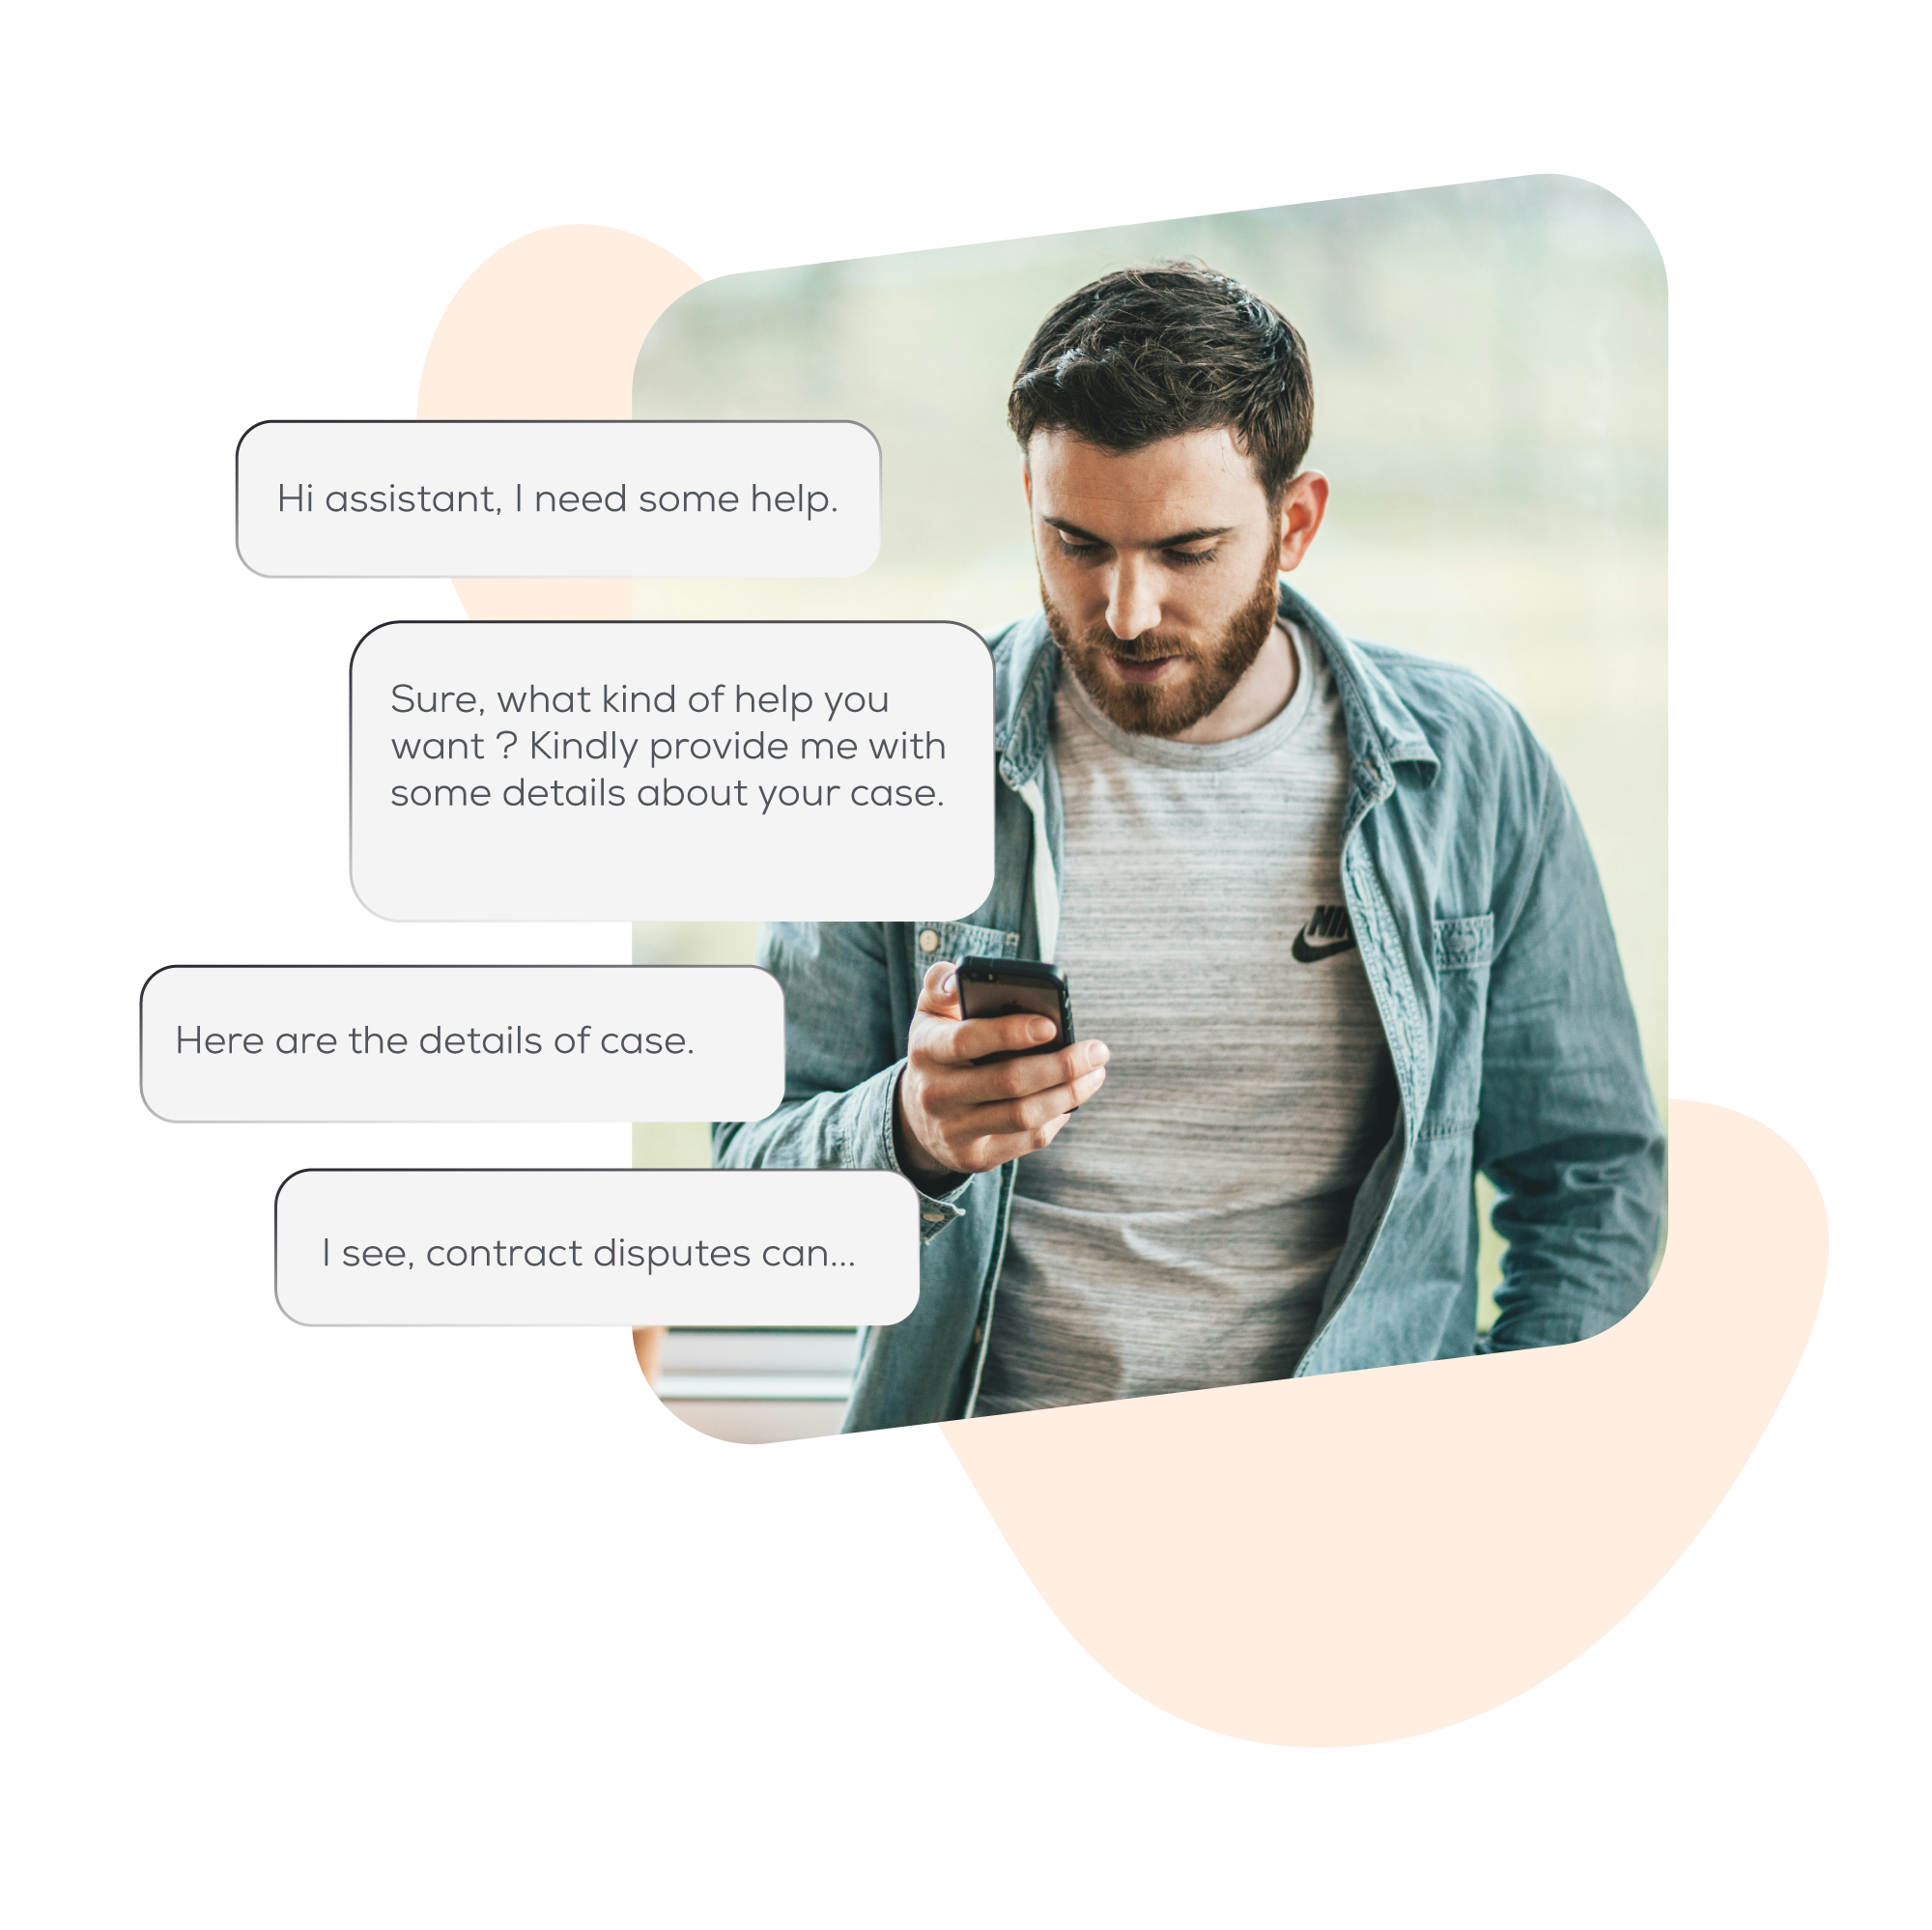 Hi assistant, I need some help.
Sure, what kind of help you
want ? Kindly provide me with
some details about your case.
Here are the details of case.
I see, contract disputes can...